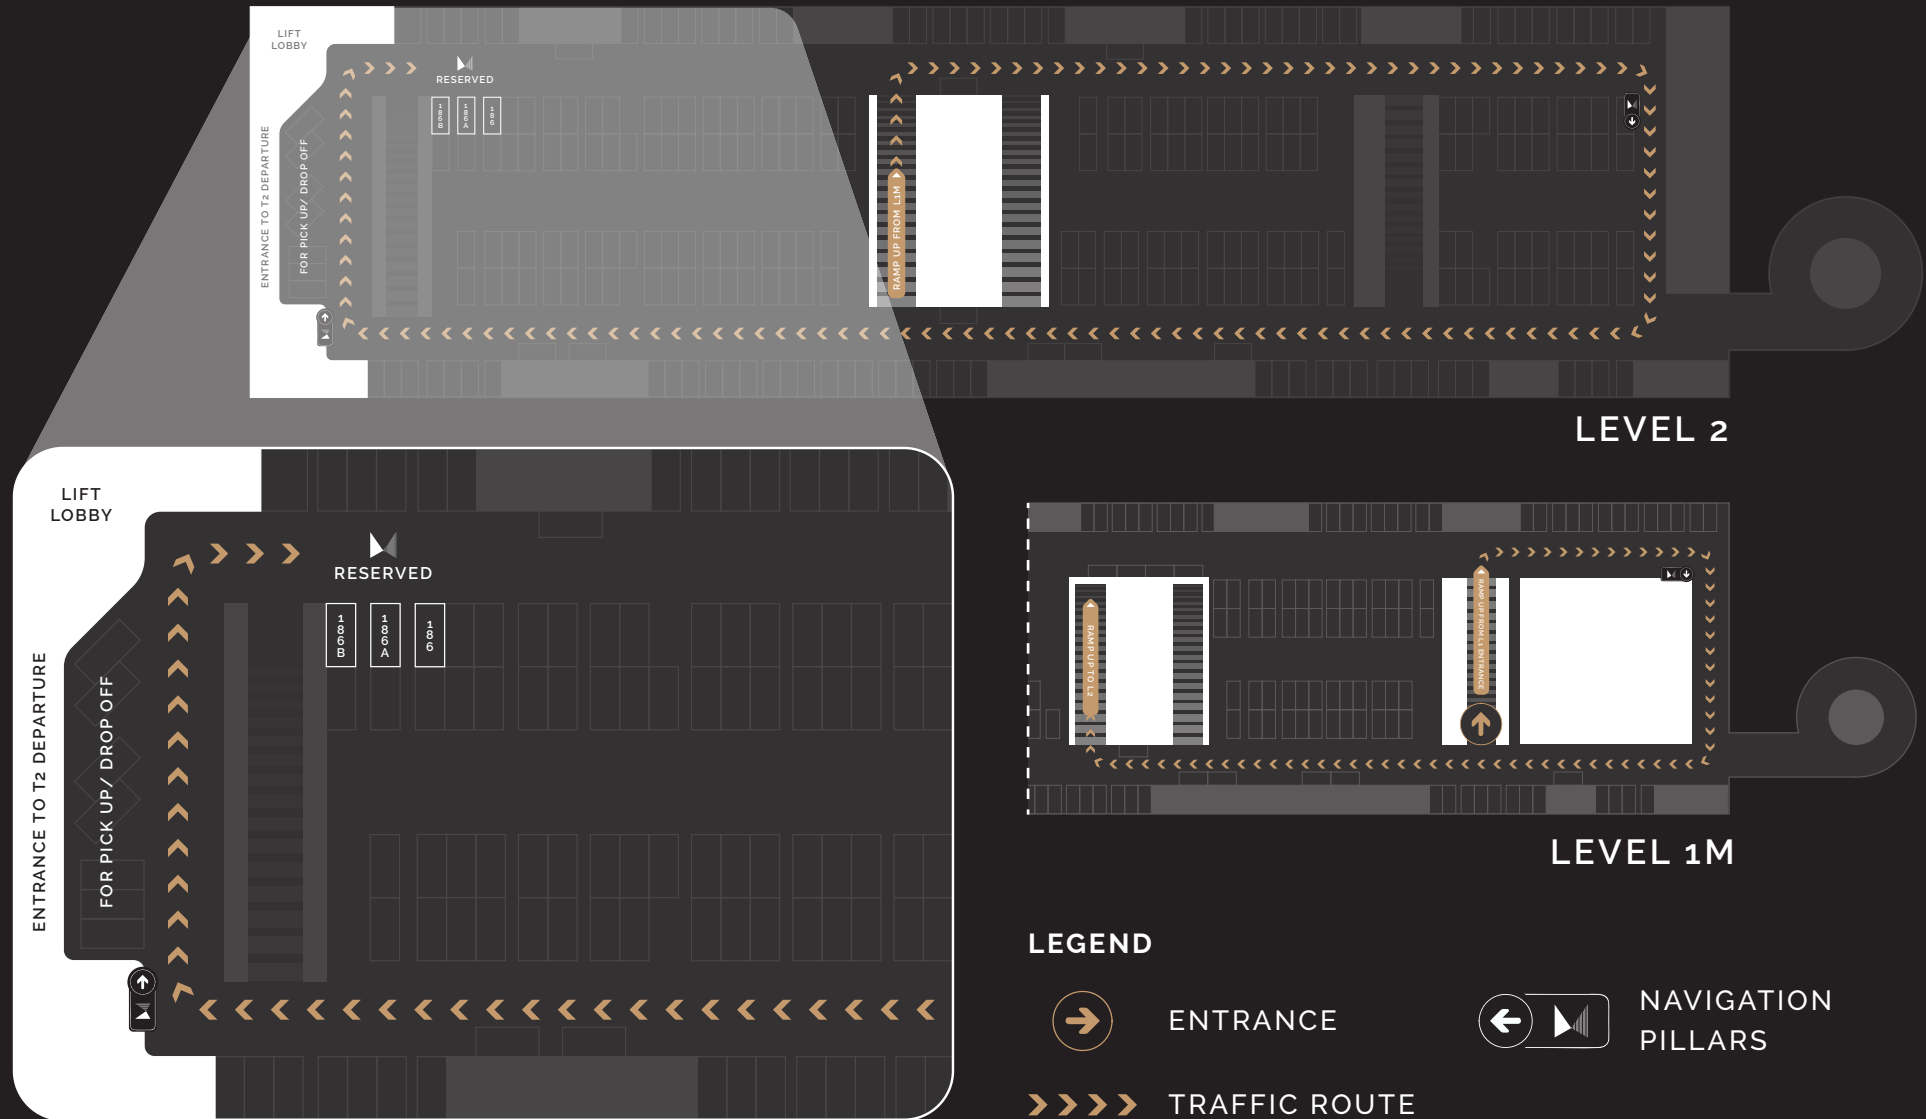 LIFT
LOBBY
RESERVED
186B
186A
186
ENTRANCE TO T2 DEPARTURE
FOR PICK UP/ DROP OFF
RAMP UP FROM L1M
LEVEL 2
LIFT
LOBBY
RESERVED
186B
186A
186
ENTRANCE TO T2 DEPARTURE
FOR PICK UP/ DROP OFF
RAMP UP TO L2
RAMP UP FROM L1 ENTRANCE
LEVEL 1M
LEGEND
ENTRANCE
NAVIGATION
PILLARS
TRAFFIC ROUTE